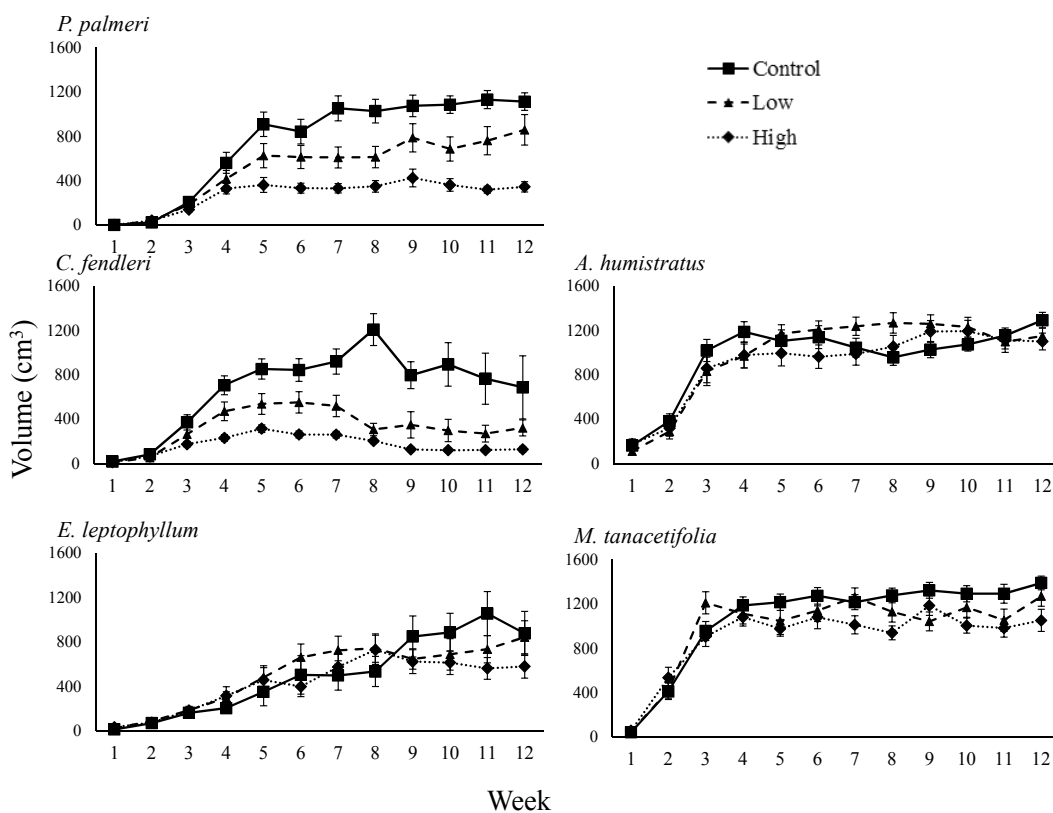 P. palmeri
1600
1200
800
400
0
1 2 3 4 5 6 7 8 9 10 11 12
Control
Low
High
C. fendleri
1600
1200
800
400
0
1 2 3 4 5 6 7 8 9 10 11 12
A. humistratus
1600
1200
800
400
0
1 2 3 4 5 6 7 8 9 10 11 12
Volume (cm³)
E. leptophyllum
1600
1200
800
400
0
1 2 3 4 5 6 7 8 9 10 11 12
M. tanacetifolia
1600
1200
800
400
0
1 2 3 4 5 6 7 8 9 10 11 12
Week